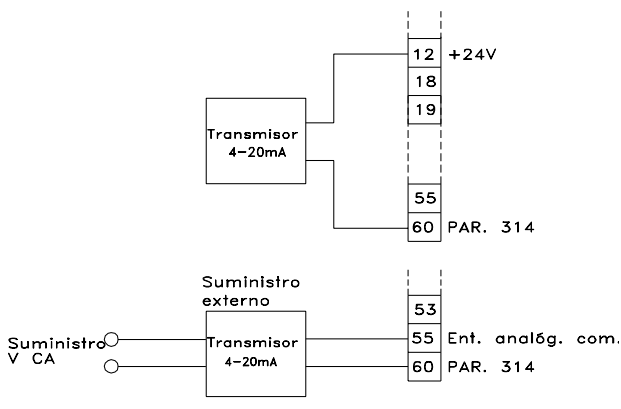 12 +24V
18
19
Transmisor
4-20mA
55
60 PAR. 314
Suministro
externo
53
Suministro
V CA
Transmisor
4-20mA
55 Ent. analóg. com.
60 PAR. 314